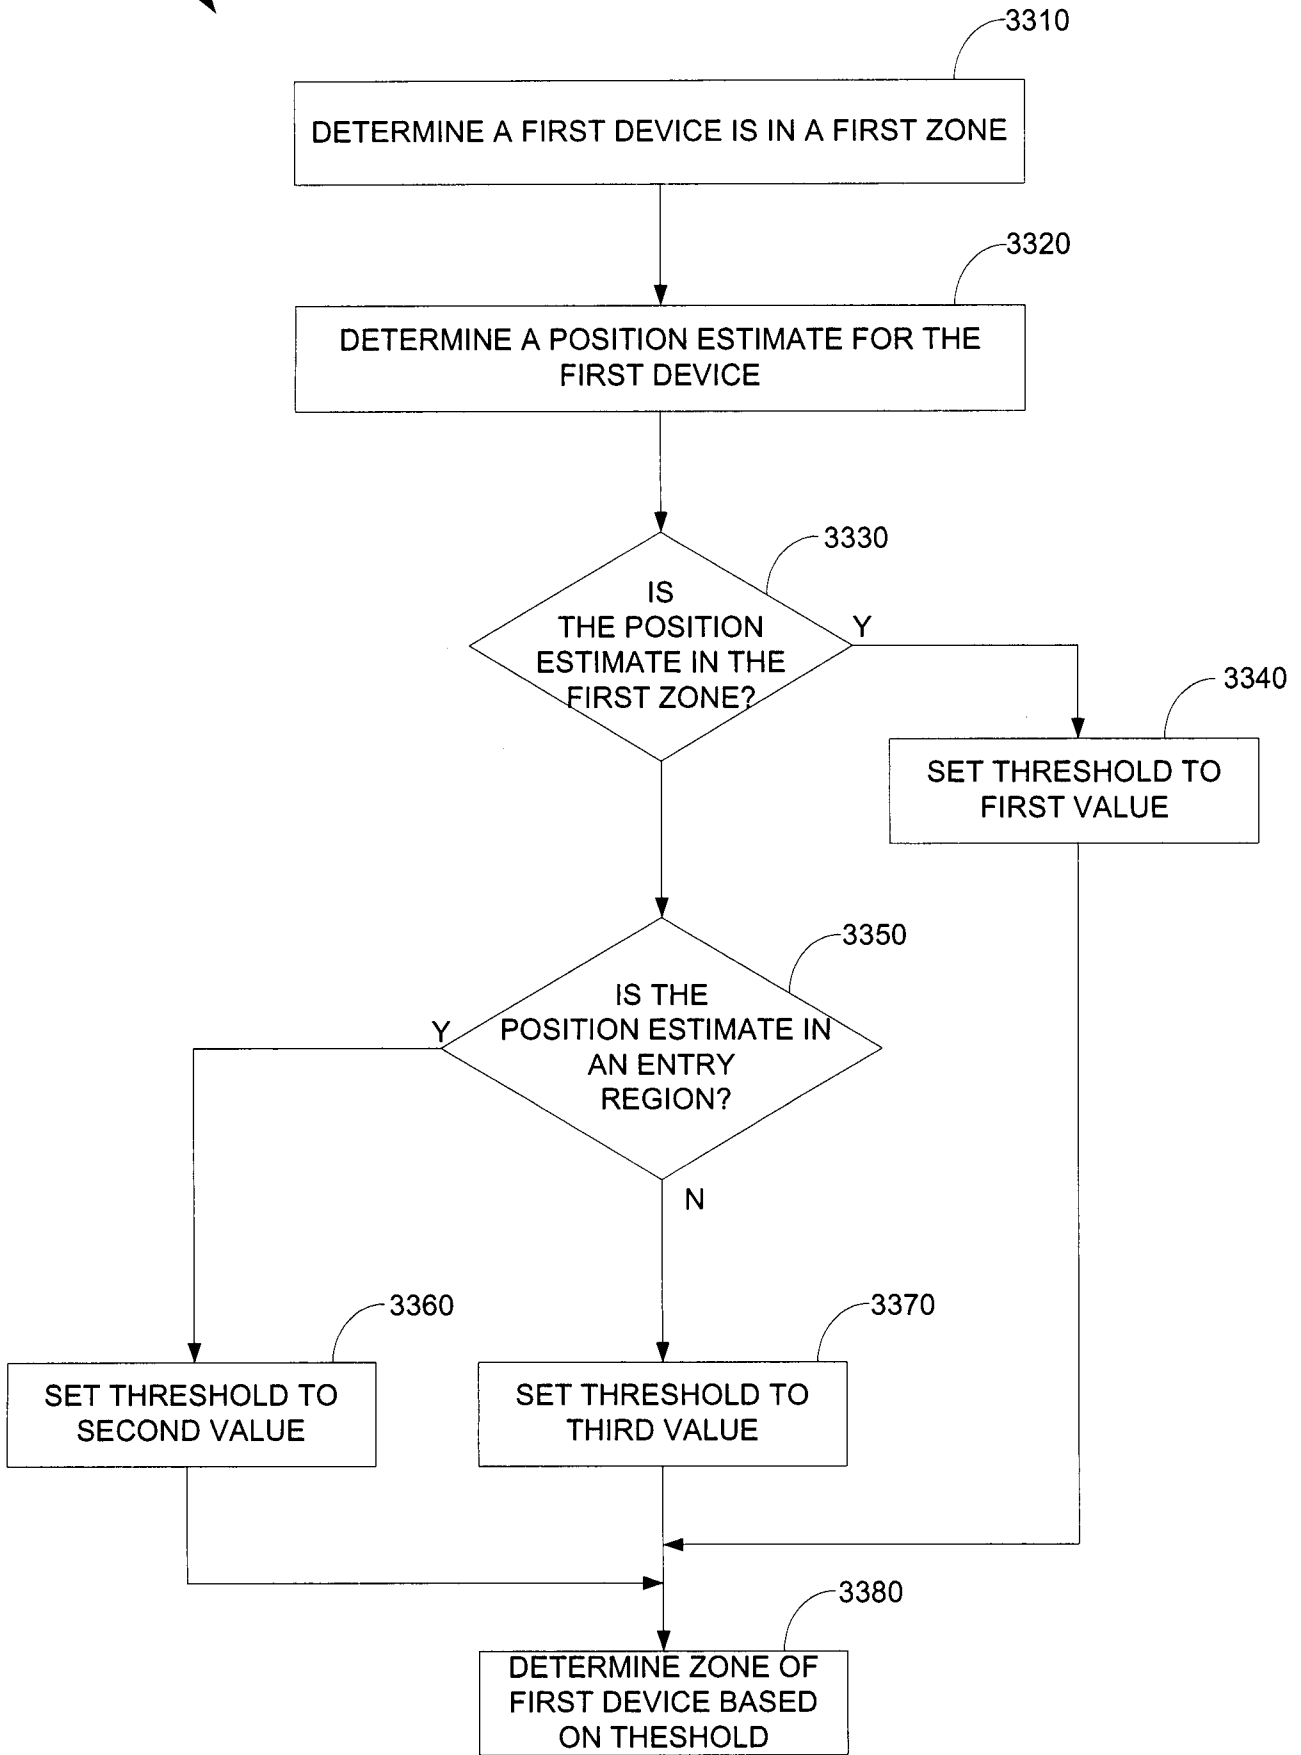 3310
DETERMINE A FIRST DEVICE IS IN A FIRST ZONE
3320
DETERMINE A POSITION ESTIMATE FOR THE
FIRST DEVICE
3330
IS
THE POSITION
ESTIMATE IN THE
FIRST ZONE?
Y
3340
SET THRESHOLD TO
FIRST VALUE
3350
IS THE
POSITION ESTIMATE IN
AN ENTRY
REGION?
Y
N
3360
SET THRESHOLD TO
SECOND VALUE
3370
SET THRESHOLD TO
THIRD VALUE
3380
DETERMINE ZONE OF
FIRST DEVICE BASED
ON THESHOLD